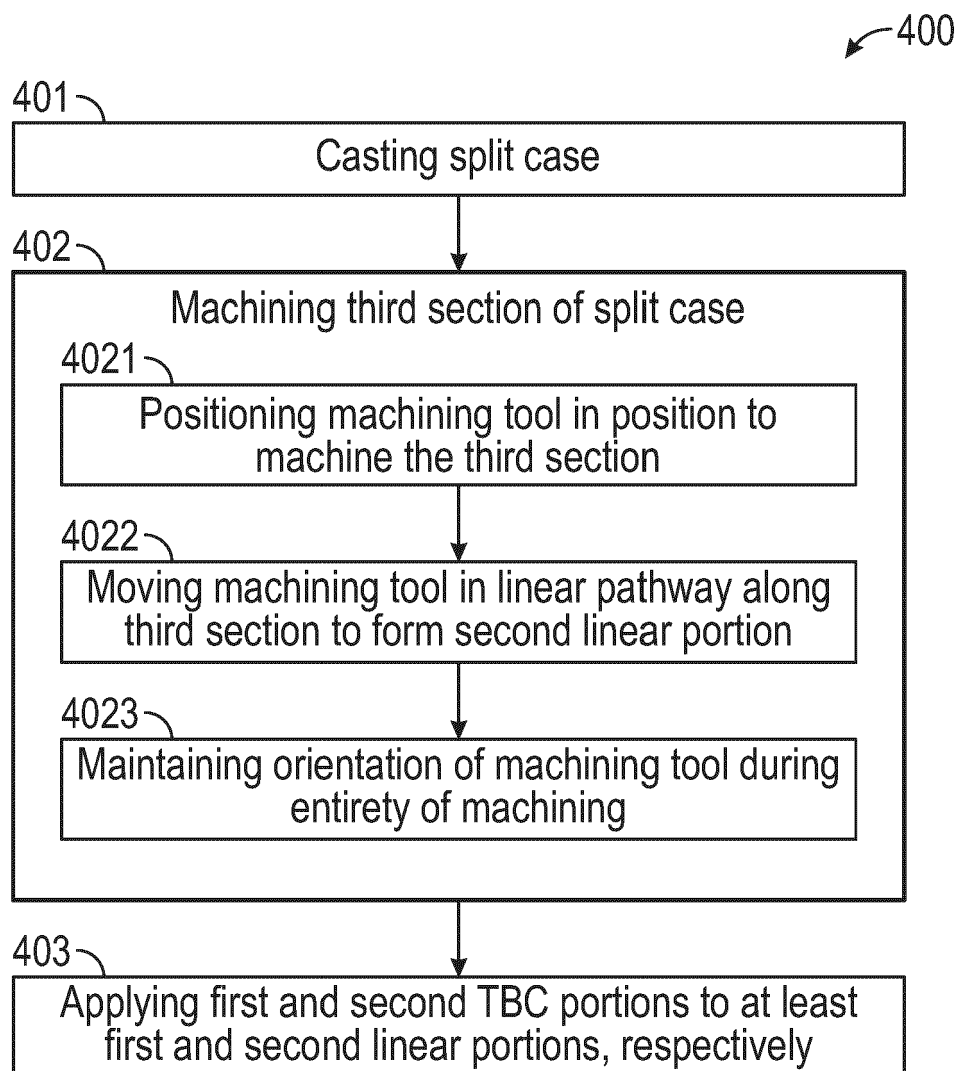 400
401
Casting split case
402
Machining third section of split case
4021
Positioning machining tool in position to
machine the third section
4022
Moving machining tool in linear pathway along
third section to form second linear portion
4023
Maintaining orientation of machining tool during
entirety of machining
403
Applying first and second TBC portions to at least
first and second linear portions, respectively